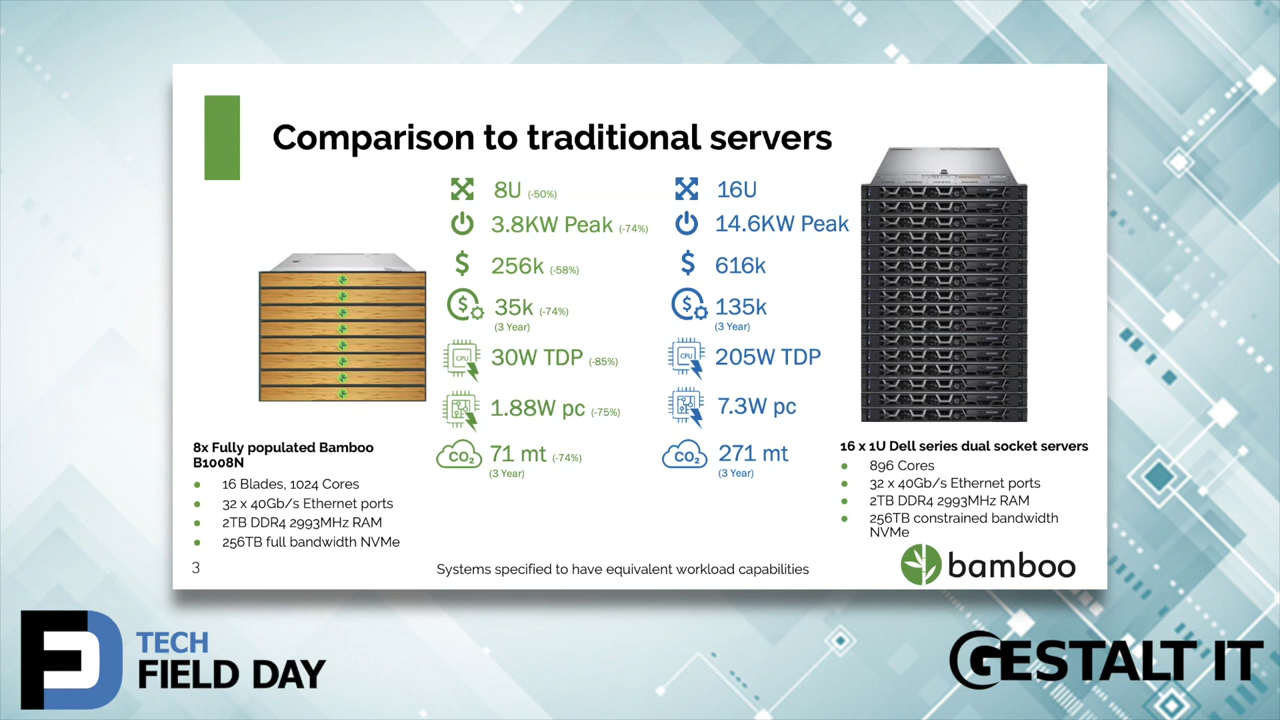 Comparison to traditional servers
8U (-50%)
3.8KW Peak (-74%)
$ 256k (-58%)
$ 35k (-74%)
(3 Year)
CPU 30W TDP (-85%)
1.88W pc (-75%)
CO2 71 mt (-74%)
(3 Year)
16U
14.6KW Peak
$ 616k
$ 135k
(3 Year)
CPU 205W TDP
7.3W pc
CO2 271 mt
(3 Year)
8x Fully populated Bamboo
B1008N
● 16 Blades, 1024 Cores
● 32 x 40Gb/s Ethernet ports
● 2TB DDR4 2993MHz RAM
● 256TB full bandwidth NVMe
16 x 1U Dell series dual socket servers
● 896 Cores
● 32 x 40Gb/s Ethernet ports
● 2TB DDR4 2993MHz RAM
● 256TB constrained bandwidth
NVMe
3
Systems specified to have equivalent workload capabilities
bamboo
FD TECH
FIELD DAY
GESTALT IT